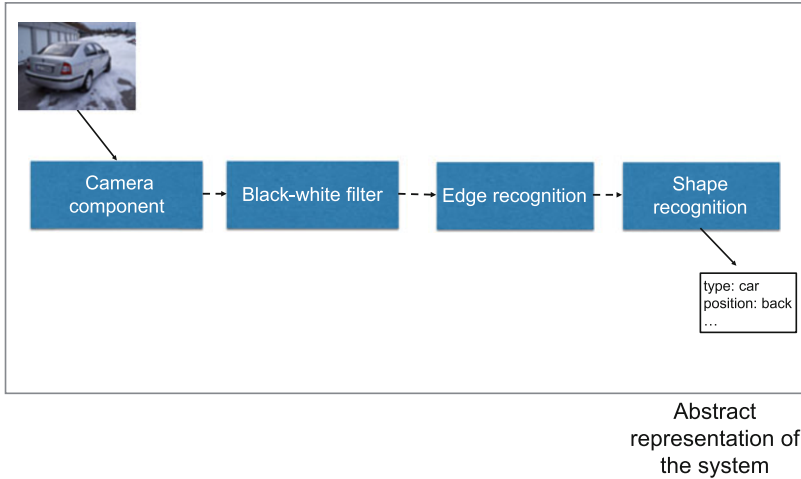 Camera
component
Black-white filter
Edge recognition
Shape
recognition
type: car
position: back
…
Abstract
representation of
the system